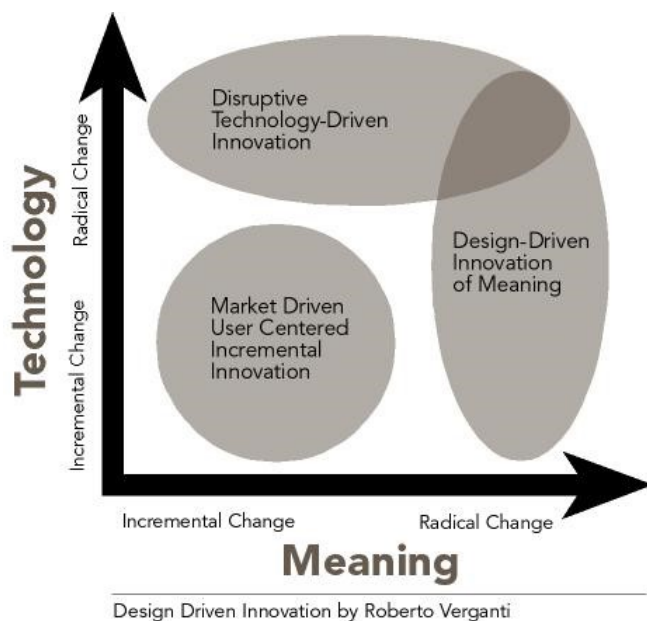 Technology
Radical Change
Incremental Change
Disruptive
Technology-Driven
Innovation
Design-Driven
Innovation
of Meaning
Market Driven
User Centered
Incremental
Innovation
Incremental Change
Radical Change
Meaning
Design Driven Innovation by Roberto Verganti